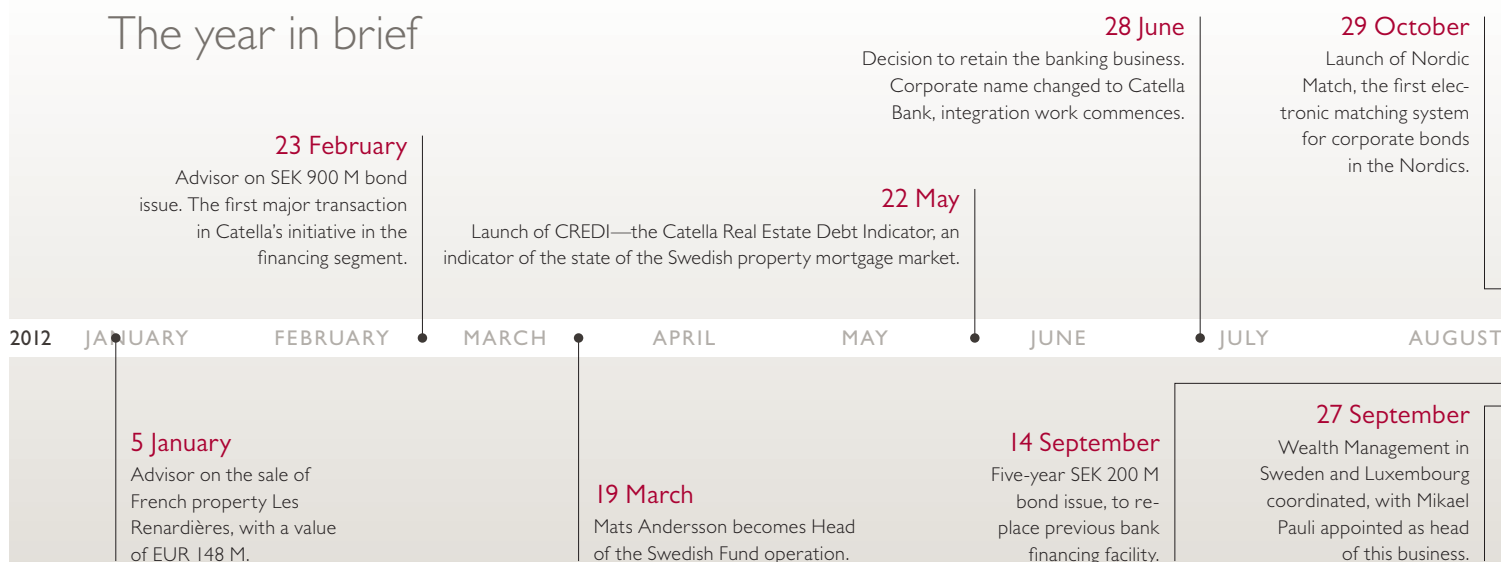 The year in brief
28 June
Decision to retain the banking business.
Corporate name changed to Catella
Bank, integration work commences.
29 October
Launch of Nordic
Match, the first elec-
tronic matching system
for corporate bonds
in the Nordics.
23 February
Advisor on SEK 900 M bond
issue. The first major transaction
in Catella’s initiative in the
financing segment.
22 May
Launch of CREDI—the Catella Real Estate Debt Indicator, an
indicator of the state of the Swedish property mortgage market.
2012 JANUARY FEBRUARY MARCH APRIL MAY JUNE JULY AUGUST
5 January
Advisor on the sale of
French property Les
Renardières, with a value
of EUR 148 M.
19 March
Mats Andersson becomes Head
of the Swedish Fund operation.
14 September
Five-year SEK 200 M
bond issue, to re-
place previous bank
financing facility.
27 September
Wealth Management in
Sweden and Luxembourg
coordinated, with Mikael
Pauli appointed as head
of this business.